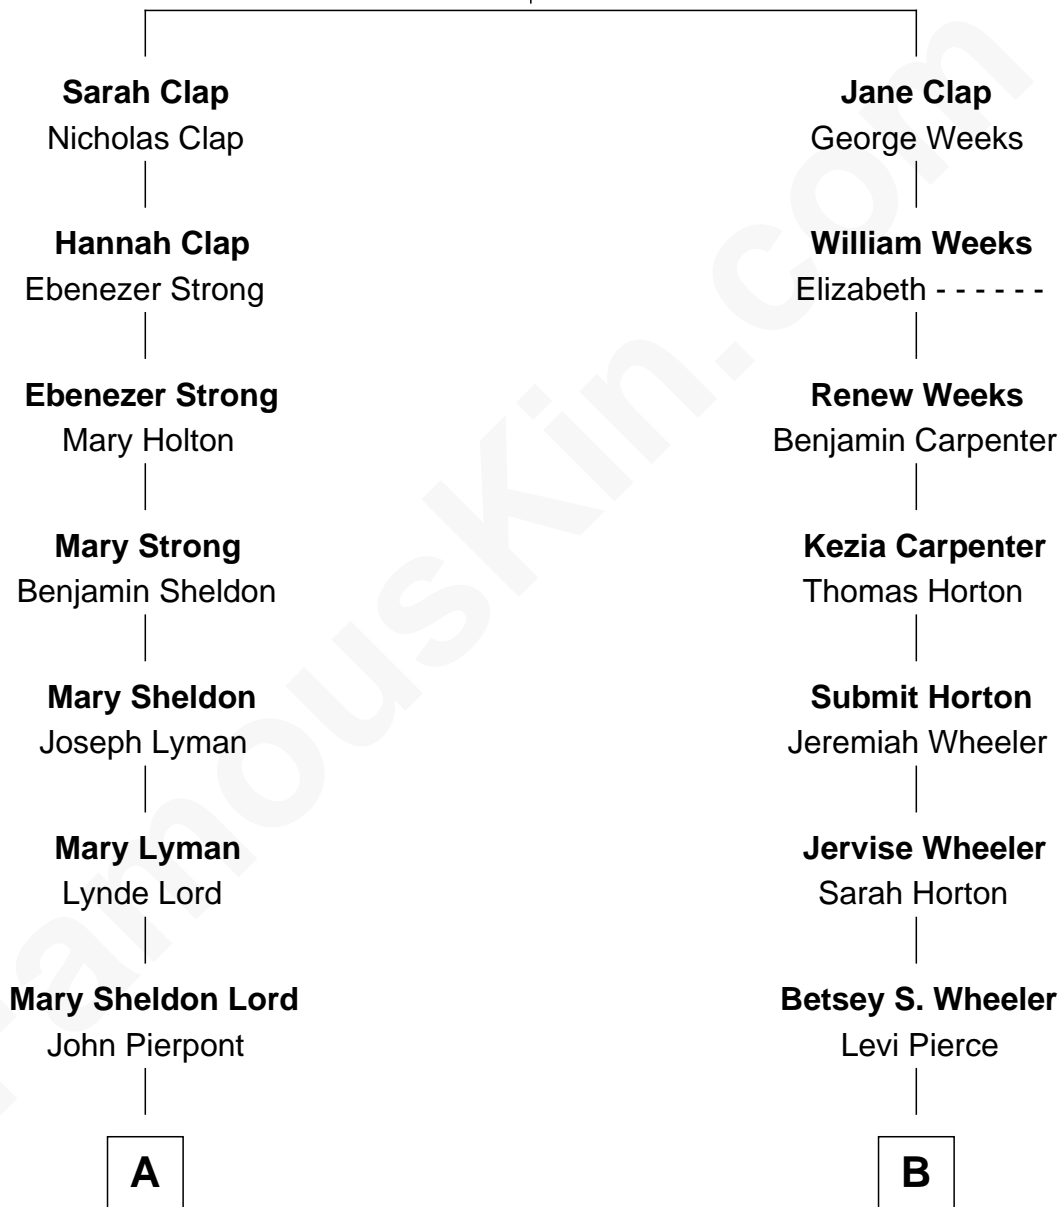 Sarah Clap
Nicholas Clap
Hannah Clap
Ebenezer Strong
Ebenezer Strong
Mary Holton
Mary Strong
Benjamin Sheldon
Mary Sheldon
Joseph Lyman
Mary Lyman
Lynde Lord
Mary Sheldon Lord
John Pierpont
A
Jane Clap
George Weeks
William Weeks
Elizabeth - - - - - -
Renew Weeks
Benjamin Carpenter
Kezia Carpenter
Thomas Horton
Submit Horton
Jeremiah Wheeler
Jervise Wheeler
Sarah Horton
Betsey S. Wheeler
Levi Pierce
B
FamousKin.com